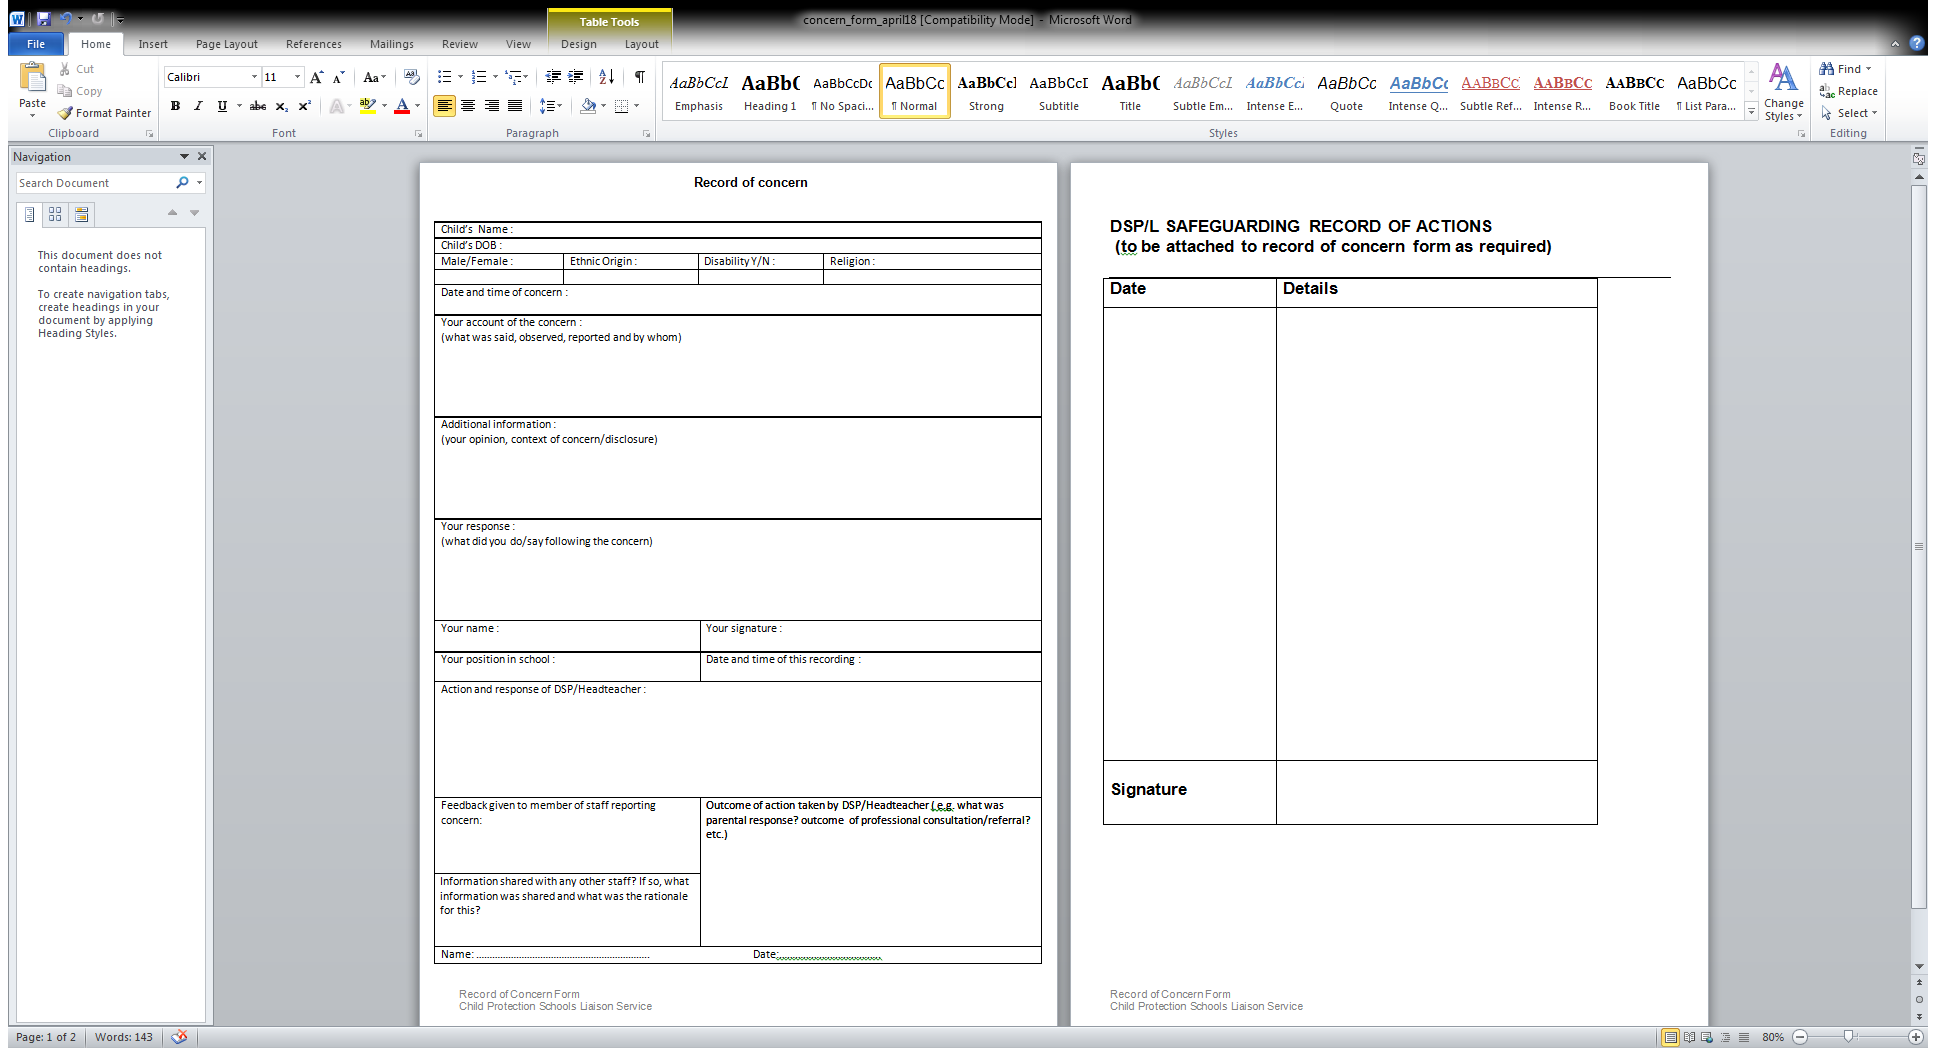 concern_form_april18 [Compatibility Mode] - Microsoft Word
Table Tools
File Home Insert Page Layout References Mailings Review View Design Layout
Paste
Cut
Copy
Format Painter
Clipboard
Calibri 11
Font
Paragraph
AaBbCcI AaBbC AaBbCcDc AaBbCc AaBbCcI AaBbCcD AaBb( AaBbCcI AaBbCcI AaBbCc AaBbCc AaBbCc AaBbCc AaBbCc AaBbCc
Emphasis Heading 1 ¶ No Spaci... ¶ Normal Strong Subtitle Title Subtle Em... Intense E... Quote Intense Q... Subtle Ref... Intense R... Book Title ¶ List Para...
Styles
Change Styles
Find
Replace
Select
Editing
Navigation
Search Document
This document does not
contain headings.
To create navigation tabs,
create headings in your
document by applying
Heading Styles.
Record of concern
Child's Name :
Child's DOB :
Male/Female : Ethnic Origin : Disability Y/N : Religion :
Date and time of concern :
Your account of the concern :
(what was said, observed, reported and by whom)
Additional information :
(your opinion, context of concern/disclosure)
Your response :
(what did you do/say following the concern)
Your name : Your signature :
Your position in school : Date and time of this recording :
Action and response of DSP/Headteacher :
Feedback given to member of staff reporting
concern:
Outcome of action taken by DSP/Headteacher ( e.g. what was
parental response? outcome of professional consultation/referral?
etc.)
Information shared with any other staff? If so, what
information was shared and what was the rationale
for this?
Name: ................................................................ Date:................................
Record of Concern Form
Child Protection Schools Liaison Service
DSP/L SAFEGUARDING RECORD OF ACTIONS
(to be attached to record of concern form as required)
Date Details
Signature
Record of Concern Form
Child Protection Schools Liaison Service
Page: 1 of 2 Words: 143 80%